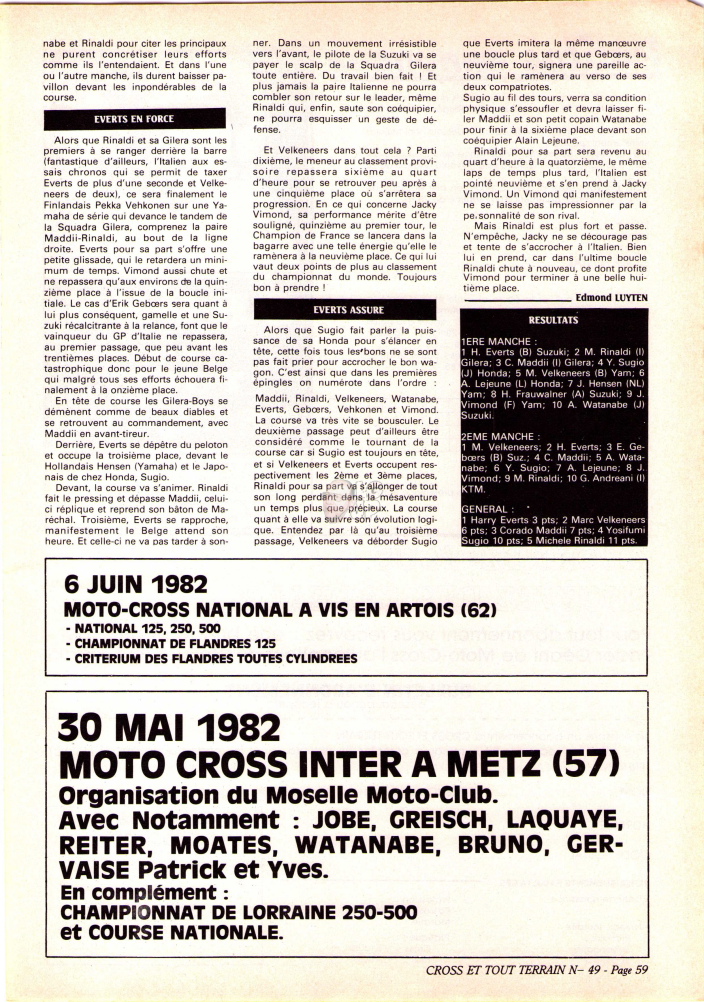 nabe et Rinaldi pour citer les principaux
ne purent concrétiser leurs efforts
comme ils l'entendaient. Et dans l'une
ou l'autre manche, ils durent baisser pa-
villon devant les inpondérables de la
course.
EVERTS EN FORCE
Alors que Rinaldi et sa Gilera sont les
premiers à se ranger derrière la barre
(fantastique d'ailleurs, l'Italien aux es-
sais chronos qui se permit de taxer
Everts de plus d'une seconde et Velke-
neers de deux), ce sera finalement le
Finlandais Pekka Vehkonen sur une Ya-
maha de série qui devance le tandem de
la Squadra Gilera, comprenez la paire
Maddii-Rinaldi, au bout de la ligne
droite. Everts pour sa part s'offre une
petite glissade, qui le retardera un mini-
mum de temps. Vimond aussi chute et
ne repassera qu'aux environs de la quin-
zième place à l'issue de la boucle ini-
tiale. Le cas d'Erik Gebœrs sera quant à
lui plus conséquent, gamelle et une Su-
zuki récalcitrante à la relance, font que le
vainqueur du GP d'Italie ne repassera,
au premier passage, que peu avant les
trentièmes places. Début de course ca-
tastrophique donc pour le jeune Belge
qui malgré tous ses efforts échouera fi-
nalement à la onzième place.
En tête de course les Gilera-Boys se
démènent comme de beaux diables et
se retrouvent au commandement, avec
Maddii en avant-tireur.
Derrière, Everts se dépêtre du peloton
et occupe la troisième place, devant le
Hollandais Hensen (Yamaha) et le Japo-
nais de chez Honda, Sugio.
Devant, la course va s'animer. Rinaldi
fait le pressing et dépasse Maddii, celui-
ci réplique et reprend son bâton de Ma-
réchal. Troisième, Everts se rapproche,
manifestement le Belge attend son
heure. Et celle-ci ne va pas tarder à son-
ner. Dans un mouvement irrésistible
vers l'avant, le pilote de la Suzuki va se
payer le scalp de la Squadra Gilera
toute entière. Du travail bien fait ! Et
plus jamais la paire Italienne ne pourra
combler son retour sur le leader, même
Rinaldi qui, enfin, saute son coéquipier,
ne pourra esquisser un geste de dé-
fense.
Et Velkeneers dans tout cela ? Parti
dixième, le meneur au classement provi-
soire repassera sixième au quart
d'heure pour se retrouver peu après à
une cinquième place où s'arrêtera sa
progression. En ce qui concerne Jacky
Vimond, sa performance mérite d'être
souligné, quinzième au premier tour, le
Champion de France se lancera dans la
bagarre avec une telle énergie qu'elle le
ramènera à la neuvième place. Ce qui lui
vaut deux points de plus au classement
du championnat du monde. Toujours
bon à prendre !
EVERTS ASSURE
Alors que Sugio fait parler la puis-
sance de sa Honda pour s'élancer en
tête, cette fois tous les bons ne se sont
pas fait prier pour accrocher le bon wa-
gon. C'est ainsi que dans les premières
épingles on numérote dans l'ordre :
Maddii, Rinaldi, Velkeneers, Watanabe,
Everts, Gebœrs, Vehkonen et Vimond.
La course va très vite se bousculer. Le
deuxième passage peut d'ailleurs être
considéré comme le tournant de la
course car si Sugio est toujours en tête,
et si Velkeneers et Everts occupent res-
pectivement les 2ème et 3ème places,
Rinaldi pour sa part va s'allonger de tout
son long perdant dans la mésaventure
un temps plus que précieux. La course
quant à elle va suivre son évolution logi-
que. Entendez par là qu'au troisième
passage, Velkeneers va déborder Sugio
que Everts imitera la même manœuvre
une boucle plus tard et que Gebœrs, au
neuvième tour, signera une pareille ac-
tion qui le ramènera au verso de ses
deux compatriotes.
Sugio au fil des tours, verra sa condition
physique s'essoufler et devra laisser fi-
ler Maddii et son petit copain Watanabe
pour finir à la sixième place devant son
coéquipier Alain Lejeune.
Rinaldi pour sa part sera revenu au
quart d'heure à la quatorzième, le même
laps de temps plus tard, l'Italien est
pointé neuvième et s'en prend à Jacky
Vimond. Un Vimond qui manifestement
ne se laisse pas impressionner par la
personnalité de son rival.
Mais Rinaldi est plus fort et passe.
N'empêche, Jacky ne se décourage pas
et tente de s'accrocher à l'Italien. Bien
lui en prend, car dans l'ultime boucle
Rinaldi chute à nouveau, ce dont profite
Vimond pour terminer à une belle hui-
tième place.
Edmond LUYTEN
RESULTATS
1ERE MANCHE :
1 H. Everts (B) Suzuki; 2 M. Rinaldi (I)
Gilera; 3 C. Maddii (I) Gilera; 4 Y. Sugio
(J) Honda; 5 M. Velkeneers (B) Yam; 6
A. Lejeune (L) Honda; 7 J. Hensen (NL)
Yam; 8 H. Frauwalner (A) Suzuki; 9 J.
Vimond (F) Yam; 10 A. Watanabe (J)
Suzuki.
2EME MANCHE :
1 M. Velkeneers; 2 H. Everts; 3 E. Ge-
bœrs (B) Suz.; 4 C. Maddii; 5 A. Wata-
nabe; 6 Y. Sugio; 7 A. Lejeune; 8 J.
Vimond; 9 M. Rinaldi; 10 G. Andreani (I)
KTM.
GENERAL :
1 Harry Everts 3 pts; 2 Marc Velkeneers
6 pts; 3 Corado Maddii 7 pts; 4 Yosifumi
Sugio 10 pts; 5 Michele Rinaldi 11 pts.
6 JUIN 1982
MOTO-CROSS NATIONAL A VIS EN ARTOIS (62)
- NATIONAL 125, 250, 500
- CHAMPIONNAT DE FLANDRES 125
- CRITERIUM DES FLANDRES TOUTES CYLINDREES
30 MAI 1982
MOTO CROSS INTER A METZ (57)
Organisation du Moselle Moto-Club.
Avec Notamment : JOBE, GREISCH, LAQUAYE,
REITER, MOATES, WATANABE, BRUNO, GER-
VAISE Patrick et Yves.
En complément :
CHAMPIONNAT DE LORRAINE 250-500
et COURSE NATIONALE.
CROSS ET TOUT TERRAIN N– 49 - Page 59